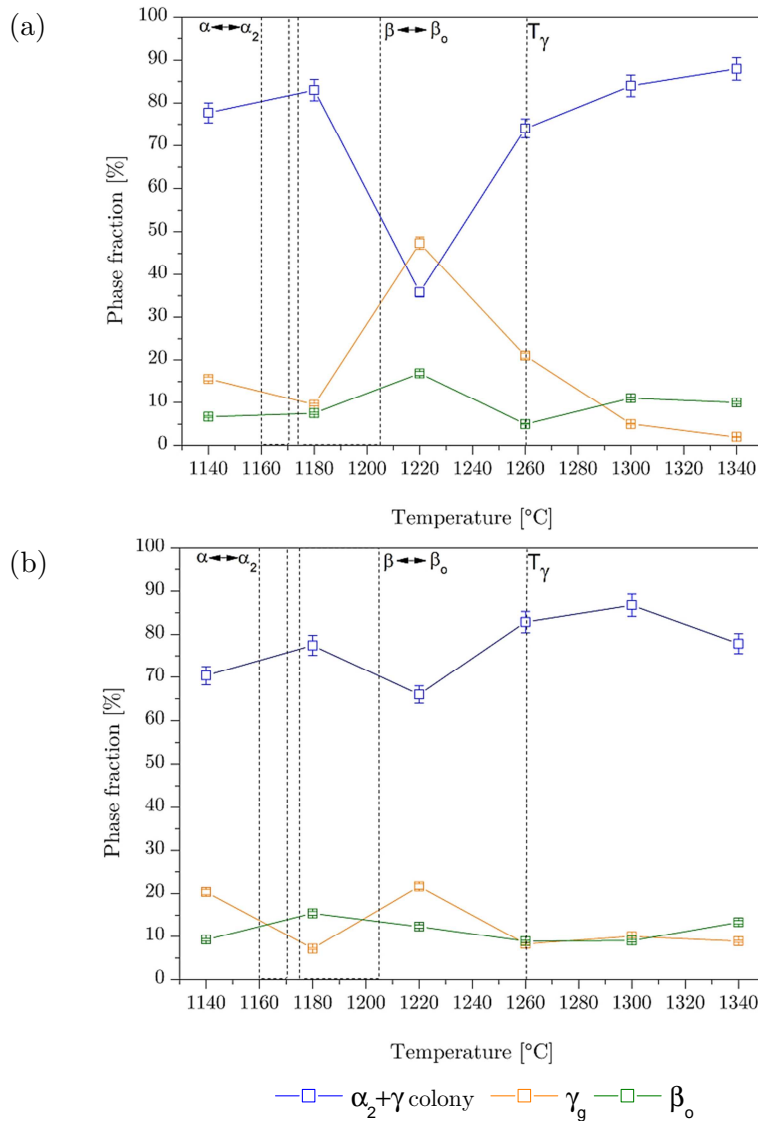 (a)
α↔α₂ β↔βₒ T_γ
100
90
80
70
60
50
40
30
20
10
0
Phase fraction [%]
1140 1160 1180 1200 1220 1240 1260 1280 1300 1320 1340
Temperature [°C]
(b)
α↔α₂ β↔βₒ T_γ
100
90
80
70
60
50
40
30
20
10
0
Phase fraction [%]
1140 1160 1180 1200 1220 1240 1260 1280 1300 1320 1340
Temperature [°C]
α₂+γ colony γ_g βₒ